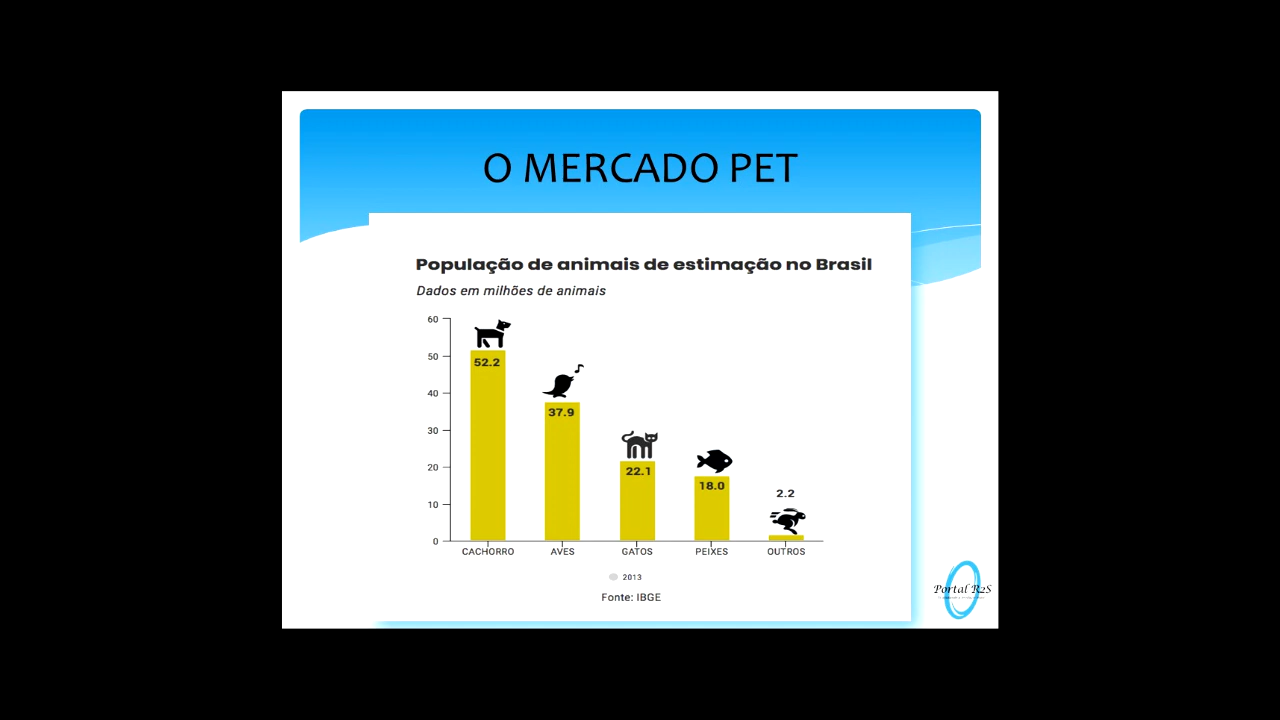 O MERCADO PET
População de animais de estimação no Brasil
Dados em milhões de animais
60
50
40
30
20
10
0
52.2
37.9
22.1
18.0
2.2
CACHORRO AVES GATOS PEIXES OUTROS
2013
Fonte: IBGE
Portal R2S